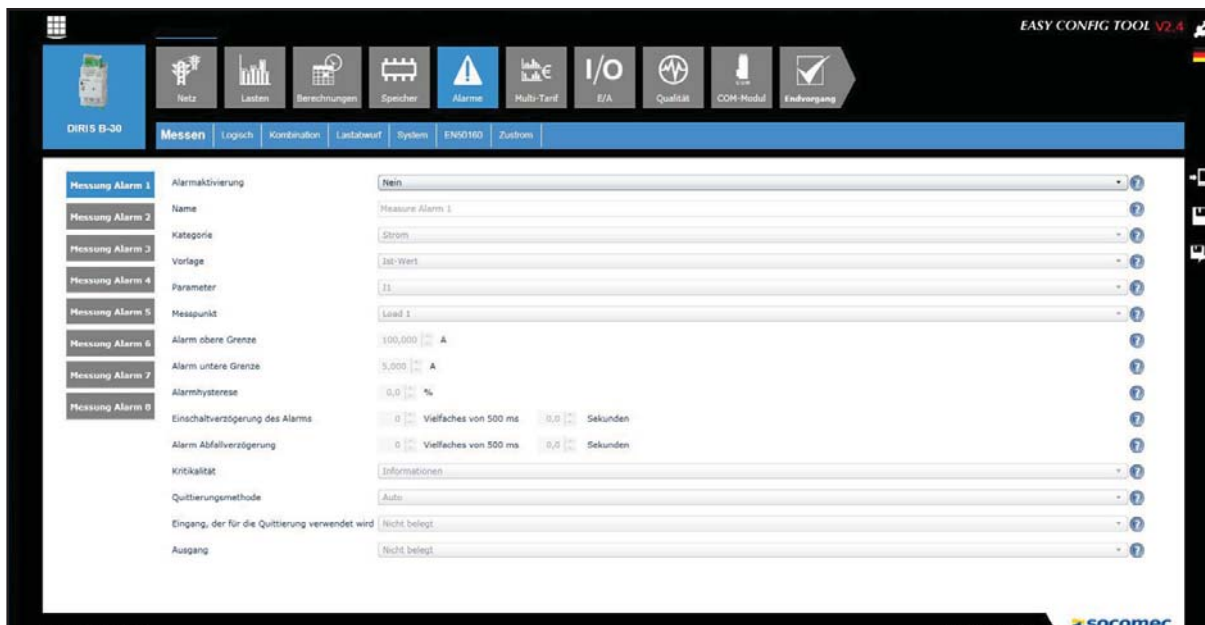 EASY CONFIG TOOL V2.4
DIRIS B-30
Netz
Lasten
Berechnungen
Speicher
Alarme
Multi-Tarif
I/O
E/A
Qualität
COM
COM-Modul
Endvorgang
Messen
Logisch
Kombination
Lastabwurf
System
EN50160
Zustrom
Messung Alarm 1
Messung Alarm 2
Messung Alarm 3
Messung Alarm 4
Messung Alarm 5
Messung Alarm 6
Messung Alarm 7
Messung Alarm 8
Alarmaktivierung Nein
Name Measure Alarm 1
Kategorie Strom
Vorlage Ist-Wert
Parameter I1
Messpunkt Load 1
Alarm obere Grenze 100,000 A
Alarm untere Grenze 5,000 A
Alarmhysterese 0,0 %
Einschaltverzögerung des Alarms 0 Vielfaches von 500 ms 0,0 Sekunden
Alarm Abfallverzögerung 0 Vielfaches von 500 ms 0,0 Sekunden
Kritikalität Informationen
Quittierungsmethode Auto
Eingang, der für die Quittierung verwendet wird Nicht belegt
Ausgang Nicht belegt
socomec